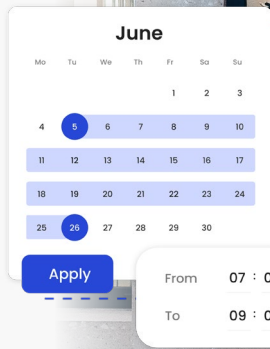 June
Mo Tu We Th Fr Sa Su
1 2 3
4 5 6 7 8 9 10
11 12 13 14 15 16 17
18 19 20 21 22 23 24
25 26 27 28 29 30
Apply
From 07 : 0
To 09 : 0